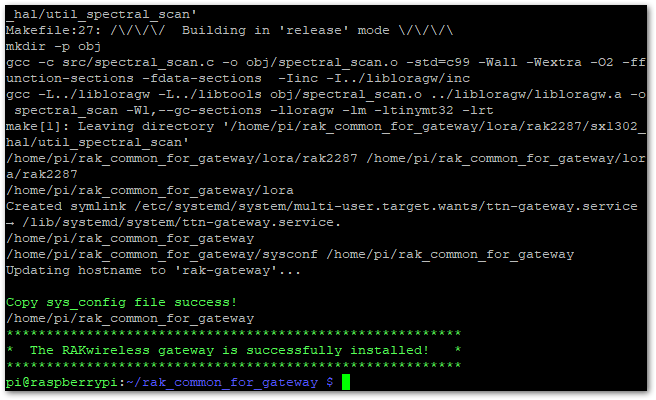 _hal/util_spectral_scan'
Makefile:27: /\/\/\/  Building in 'release' mode \/\/\/\
mkdir -p obj
gcc -c src/spectral_scan.c -o obj/spectral_scan.o -std=c99 -Wall -Wextra -O2 -ff
unction-sections -fdata-sections  -Iinc -I../libloragw/inc
gcc -L../libloragw -L../libtools obj/spectral_scan.o ../libloragw/libloragw.a -o
 spectral_scan -Wl,--gc-sections -lloragw -lm -ltinymt32 -lrt
make[1]: Leaving directory '/home/pi/rak_common_for_gateway/lora/rak2287/sx1302_
hal/util_spectral_scan'
/home/pi/rak_common_for_gateway/lora/rak2287 /home/pi/rak_common_for_gateway/lor
a/rak2287
/home/pi/rak_common_for_gateway/lora
Created symlink /etc/systemd/system/multi-user.target.wants/ttn-gateway.service
→ /lib/systemd/system/ttn-gateway.service.
/home/pi/rak_common_for_gateway
/home/pi/rak_common_for_gateway/sysconf /home/pi/rak_common_for_gateway
Updating hostname to 'rak-gateway'...
Copy sys_config file success!
/home/pi/rak_common_for_gateway
*********************************************************
*  The RAKwireless gateway is successfully installed!   *
*********************************************************
pi@raspberrypi:~/rak_common_for_gateway $